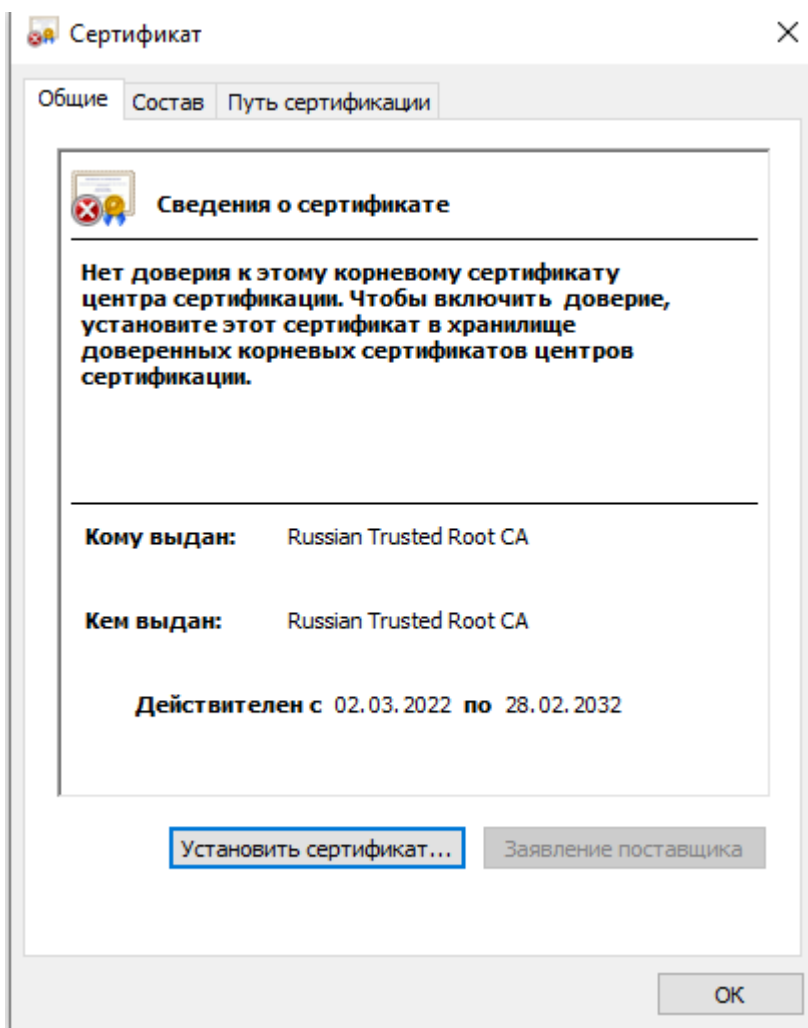 Сертификат
Общие Состав Путь сертификации
Сведения о сертификате
Нет доверия к этому корневому сертификату
центра сертификации. Чтобы включить доверие,
установите этот сертификат в хранилище
доверенных корневых сертификатов центров
сертификации.
Кому выдан: Russian Trusted Root CA
Кем выдан: Russian Trusted Root CA
Действителен с 02.03.2022 по 28.02.2032
Установить сертификат... Заявление поставщика
ОК